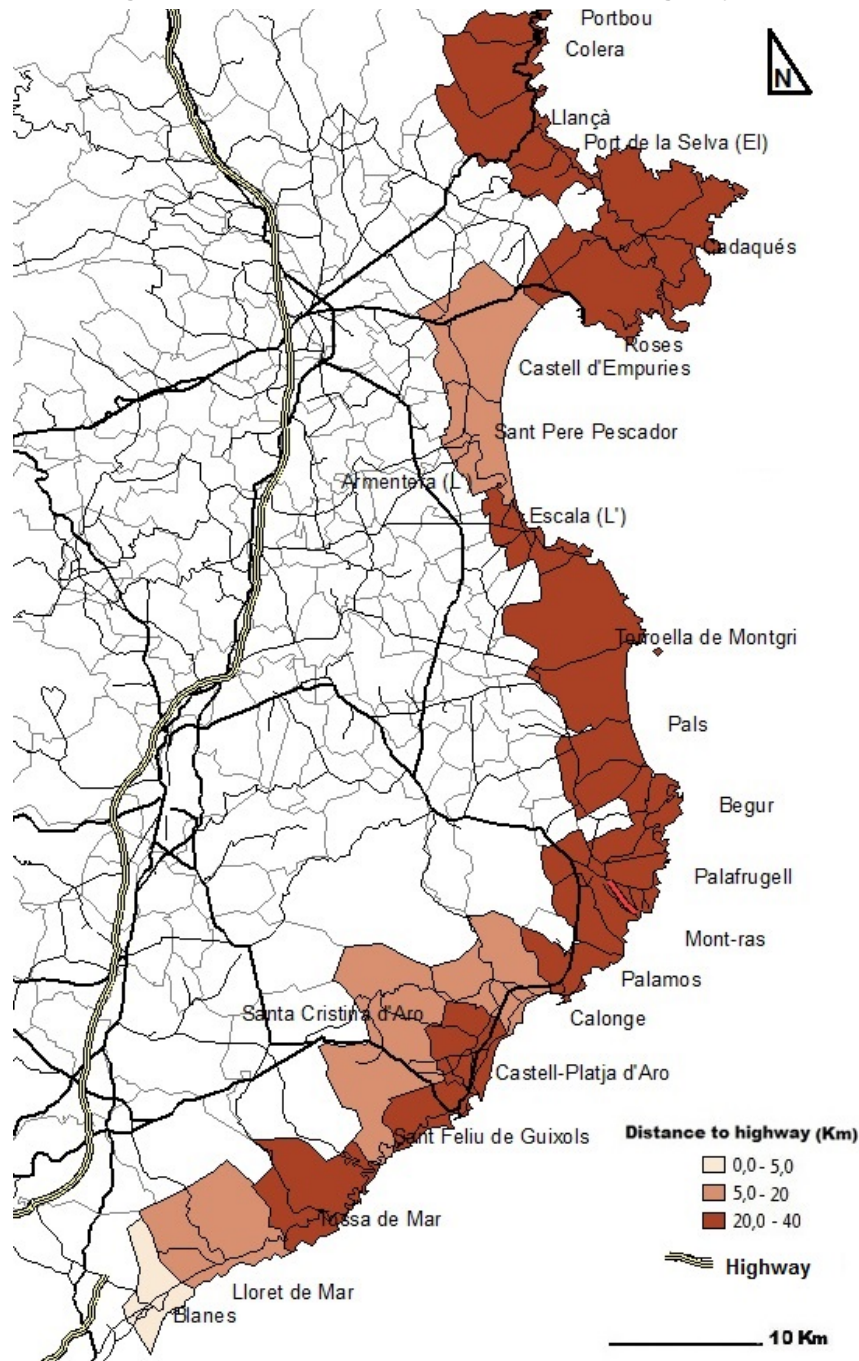 Portbou
Colera
N
Llançà
Port de la Selva (El)
Cadaqués
Roses
Castell d'Empuries
Sant Pere Pescador
Armentera (L')
Escala (L')
Torroella de Montgri
Pals
Begur
Palafrugell
Mont-ras
Palamos
Santa Cristina d'Aro
Calonge
Castell-Platja d'Aro
Sant Feliu de Guixols
Distance to highway (Km)
0,0 - 5,0
5,0 - 20
20,0 - 40
Tossa de Mar
Highway
Lloret de Mar
Blanes
10 Km